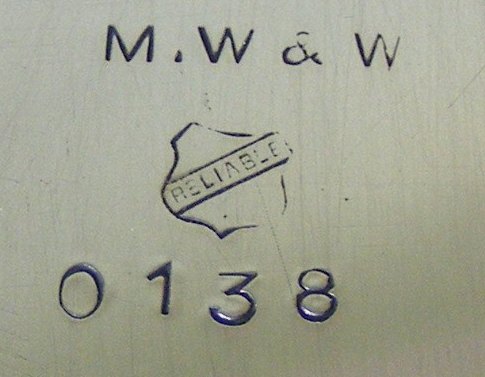 M.W & W
RELIABLE
0138